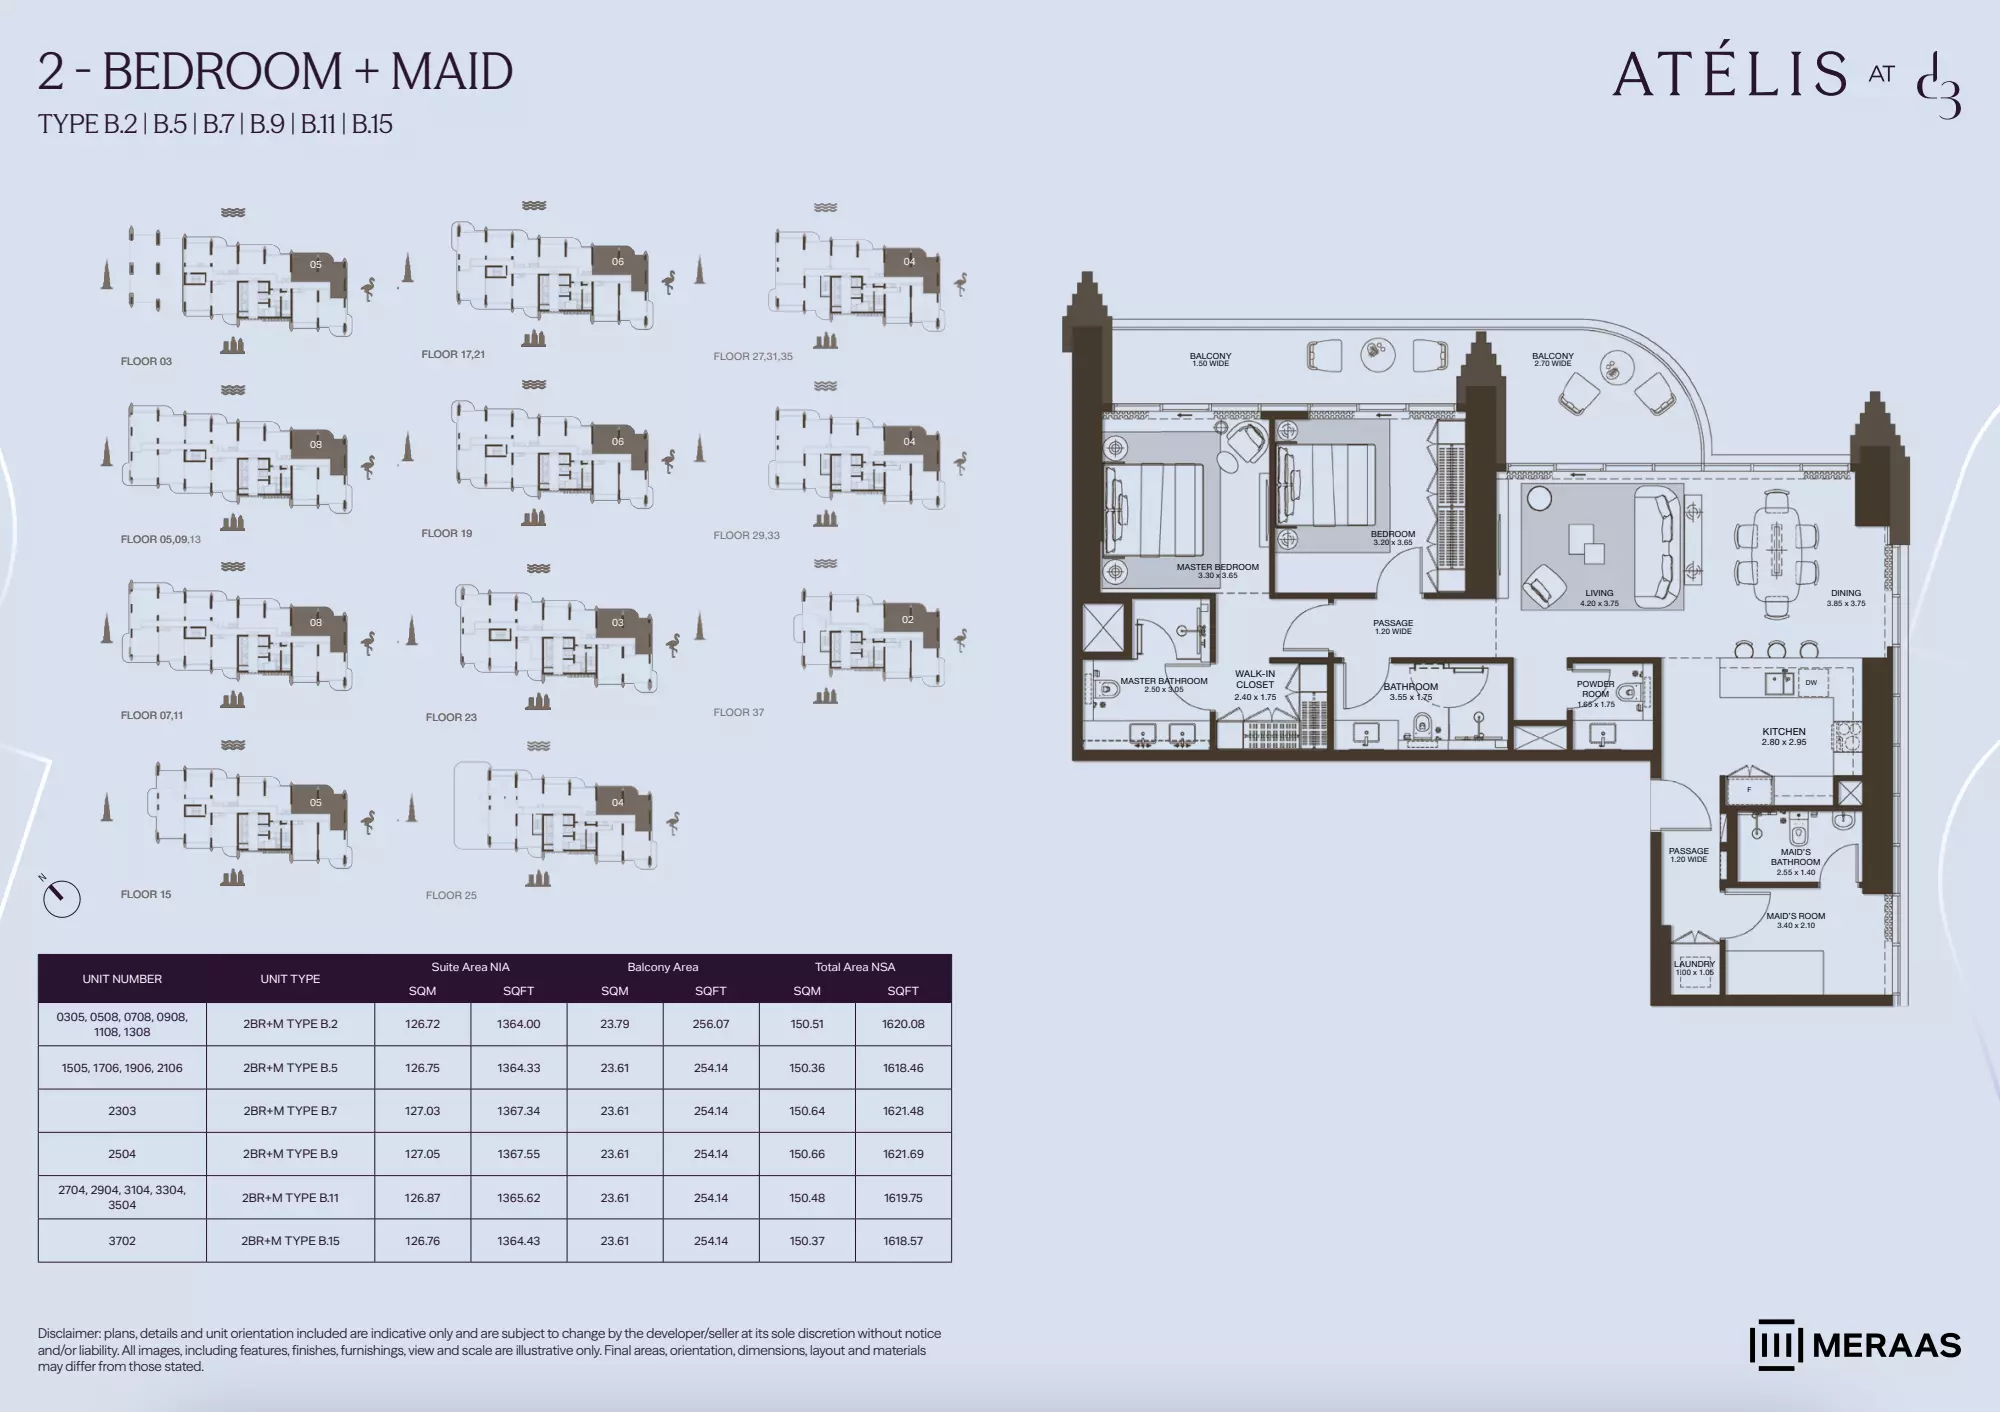 2 - BEDROOM + MAID
TYPE B.2 | B.5 | B.7 | B.9 | B.11 | B.15
ATÉLIS AT d3
05
FLOOR 03
06
FLOOR 17,21
04
FLOOR 27,31,35
08
FLOOR 05,09,13
06
FLOOR 19
04
FLOOR 29,33
08
FLOOR 07,11
03
FLOOR 23
02
FLOOR 37
05
FLOOR 15
04
FLOOR 25
N
BALCONY
1.50 WIDE
BALCONY
2.70 WIDE
MASTER BEDROOM
3.30 x 3.65
BEDROOM
3.20 x 3.65
LIVING
4.20 x 3.75
DINING
3.85 x 3.75
PASSAGE
1.20 WIDE
MASTER BATHROOM
2.50 x 3.05
WALK-IN
CLOSET
2.40 x 1.75
BATHROOM
3.55 x 1.75
POWDER
ROOM
1.65 x 1.75
DW
KITCHEN
2.80 x 2.95
F
PASSAGE
1.20 WIDE
MAID'S
BATHROOM
2.55 x 1.40
MAID'S ROOM
3.40 x 2.10
LAUNDRY
1.00 x 1.05
UNIT NUMBER UNIT TYPE Suite Area NIA Balcony Area Total Area NSA
SQM SQFT SQM SQFT SQM SQFT
0305, 0508, 0708, 0908,
1108, 1308 2BR+M TYPE B.2 126.72 1364.00 23.79 256.07 150.51 1620.08
1505, 1706, 1906, 2106 2BR+M TYPE B.5 126.75 1364.33 23.61 254.14 150.36 1618.46
2303 2BR+M TYPE B.7 127.03 1367.34 23.61 254.14 150.64 1621.48
2504 2BR+M TYPE B.9 127.05 1367.55 23.61 254.14 150.66 1621.69
2704, 2904, 3104, 3304,
3504 2BR+M TYPE B.11 126.87 1365.62 23.61 254.14 150.48 1619.75
3702 2BR+M TYPE B.15 126.76 1364.43 23.61 254.14 150.37 1618.57
Disclaimer: plans, details and unit orientation included are indicative only and are subject to change by the developer/seller at its sole discretion without notice
and/or liability. All images, including features, finishes, furnishings, view and scale are illustrative only. Final areas, orientation, dimensions, layout and materials
may differ from those stated.
MERAAS